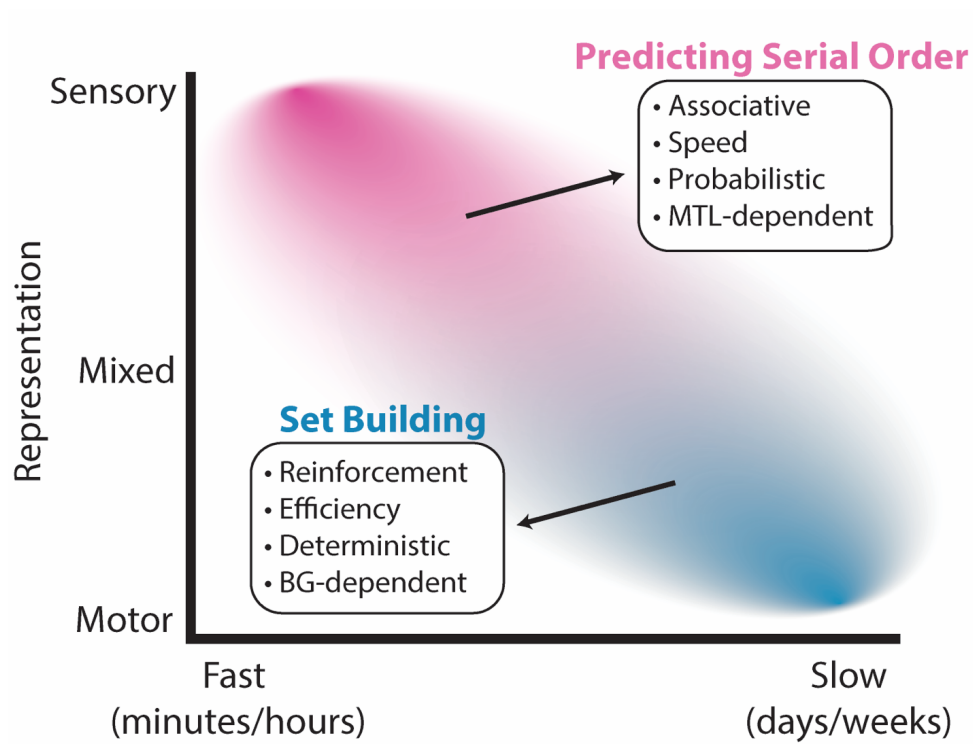 Predicting Serial Order
• Associative
• Speed
• Probabilistic
• MTL-dependent
Sensory
Mixed
Motor
Representation
Set Building
• Reinforcement
• Efficiency
• Deterministic
• BG-dependent
Fast
(minutes/hours)
Slow
(days/weeks)